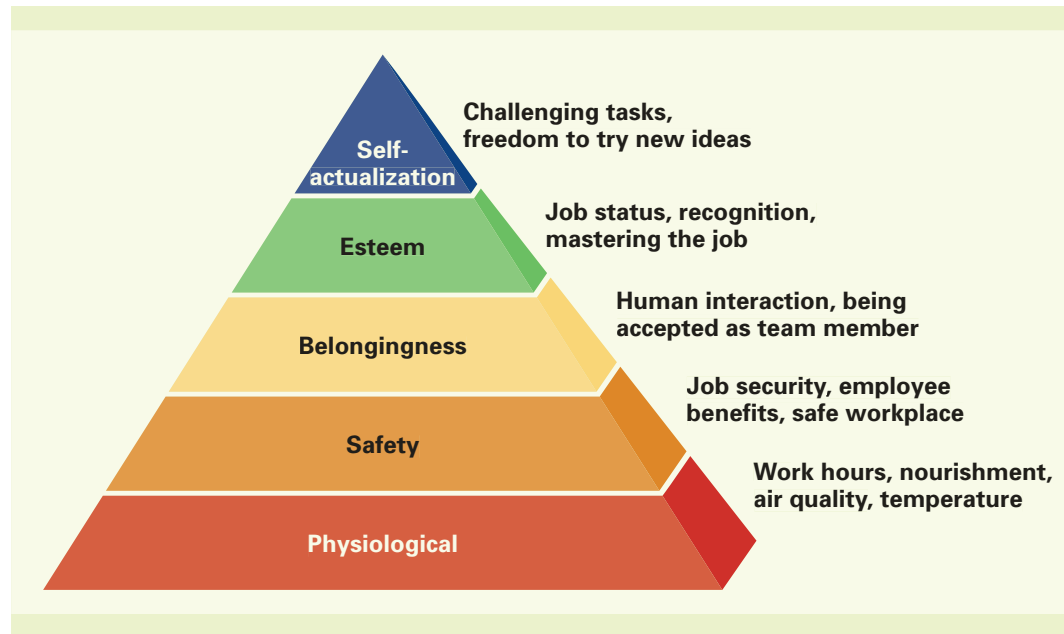 Self-
actualization
Challenging tasks,
freedom to try new ideas
Esteem
Job status, recognition,
mastering the job
Belongingness
Human interaction, being
accepted as team member
Safety
Job security, employee
benefits, safe workplace
Physiological
Work hours, nourishment,
air quality, temperature